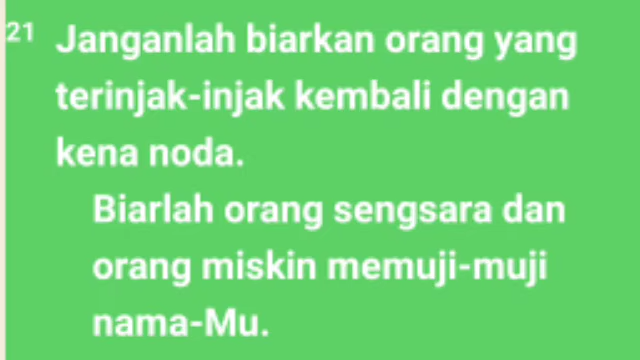 21 Janganlah biarkan orang yang
terinjak-injak kembali dengan
kena noda.
Biarlah orang sengsara dan
orang miskin memuji-muji
nama-Mu.